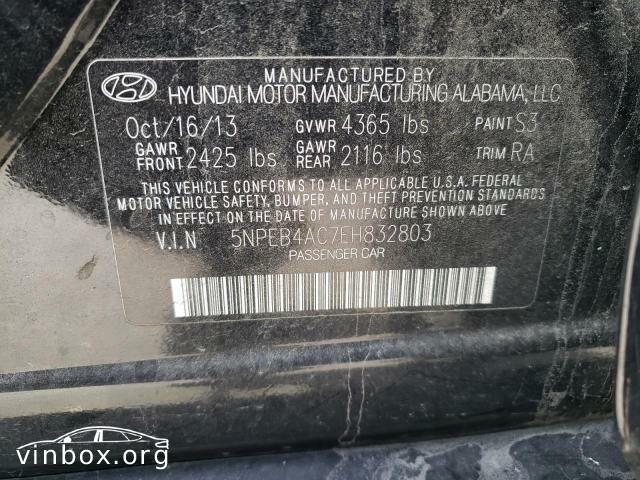 MANUFACTURED BY
HYUNDAI MOTOR MANUFACTURING ALABAMA, LLC
Oct/16/13 GVWR 4365 lbs PAINT S3
GAWR FRONT 2425 lbs GAWR REAR 2116 lbs TRIM RA
THIS VEHICLE CONFORMS TO ALL APPLICABLE U.S.A. FEDERAL
MOTOR VEHICLE SAFETY, BUMPER, AND THEFT PREVENTION STANDARDS
IN EFFECT ON THE DATE OF MANUFACTURE SHOWN ABOVE
V.I.N 5NPEB4AC7EH832803
PASSENGER CAR
vinbox.org